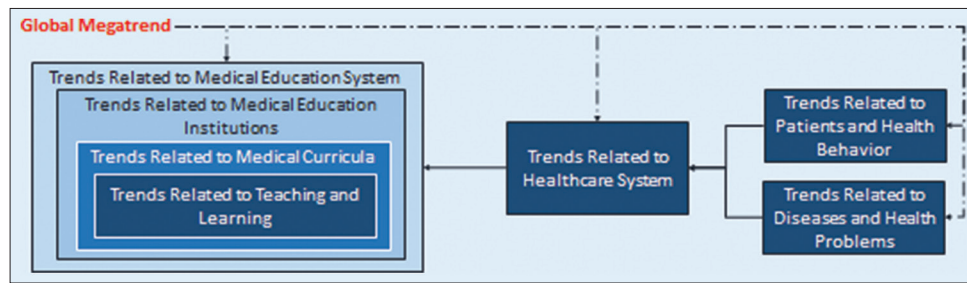 Global Megatrend
Trends Related to Medical Education System
Trends Related to Medical Education
Institutions
Trends Related to Medical Curricula
Trends Related to Teaching and
Learning
Trends Related to
Healthcare System
Trends Related to
Patients and Health
Behavior
Trends Related to
Diseases and Health
Problems